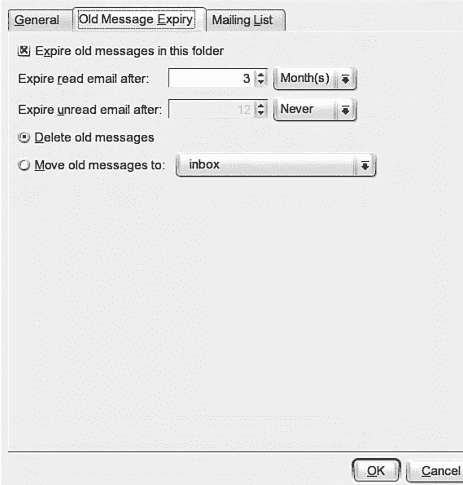 General Old Message Expiry Mailing List
Expire old messages in this folder
Expire read email after: 3 Month(s)
Expire unread email after: 12 Never
Delete old messages
Move old messages to: inbox
OK Cancel